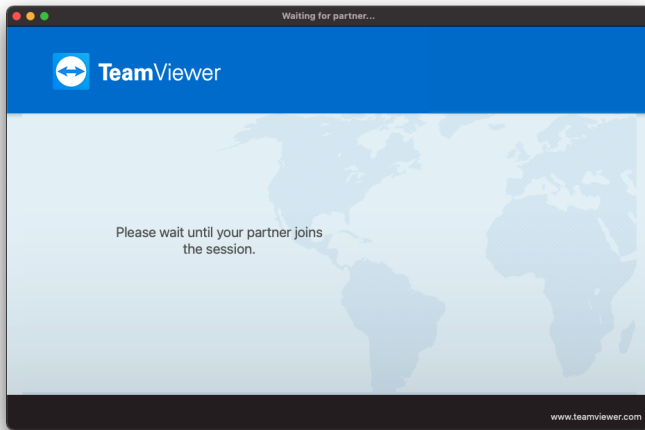 Waiting for partner...
TeamViewer
Please wait until your partner joins
the session.
www.teamviewer.com